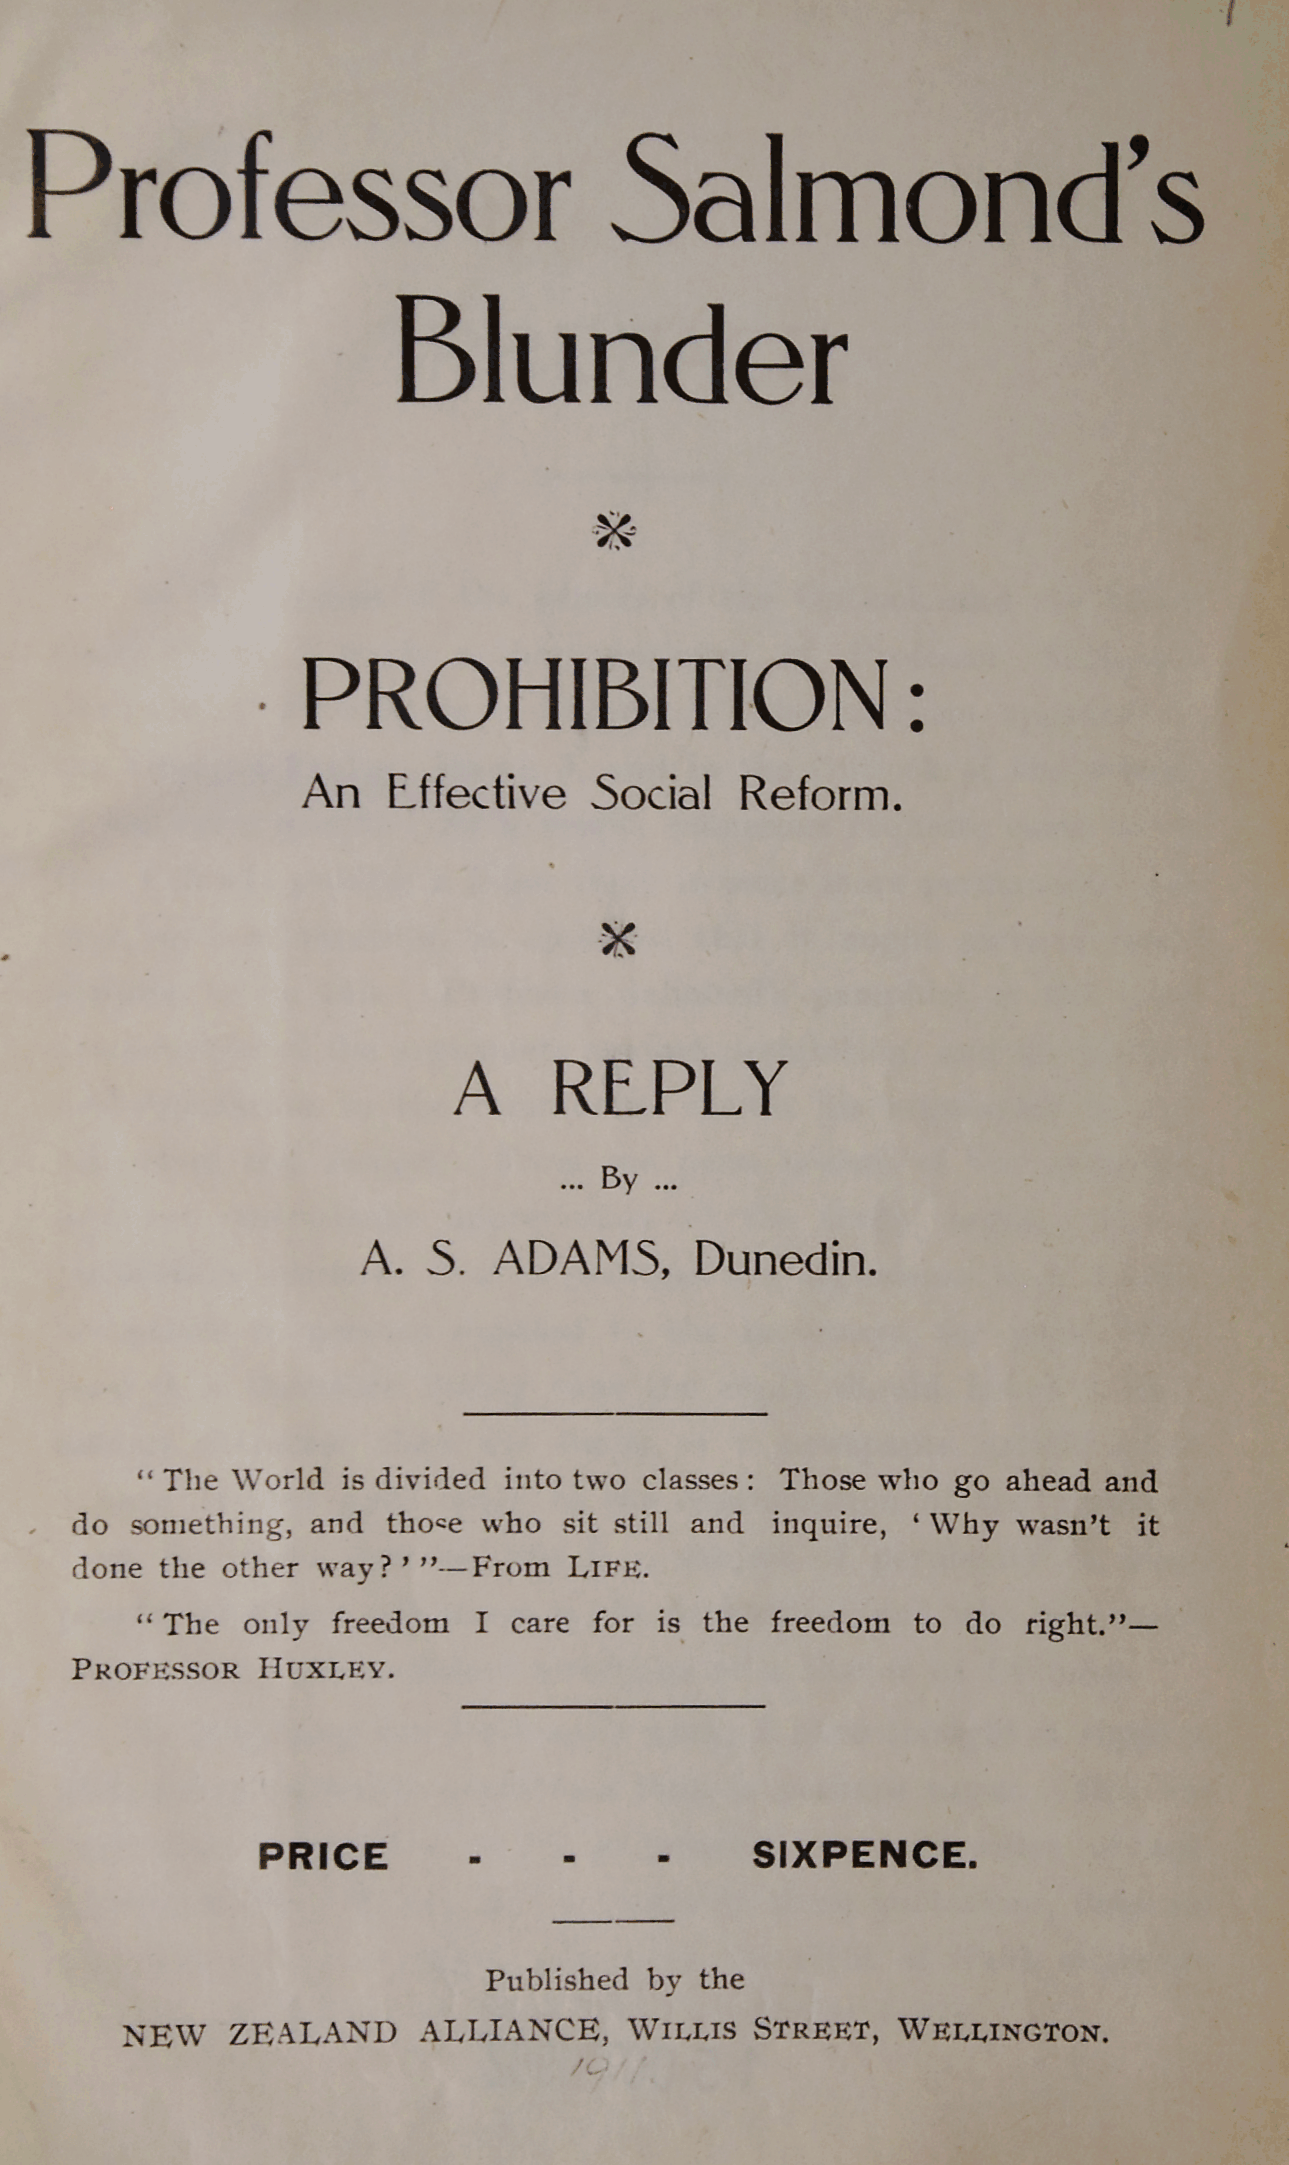 Professor Salmond's
Blunder
PROHIBITION:
An Effective Social Reform.
A REPLY
... By ...
A. S. ADAMS, Dunedin.
“The World is divided into two classes: Those who go ahead and
do something, and those who sit still and inquire, ‘Why wasn't it
done the other way?’”—From LIFE.
“The only freedom I care for is the freedom to do right.”—
PROFESSOR HUXLEY.
PRICE - - - SIXPENCE.
Published by the
NEW ZEALAND ALLIANCE, WILLIS STREET, WELLINGTON.
1911.